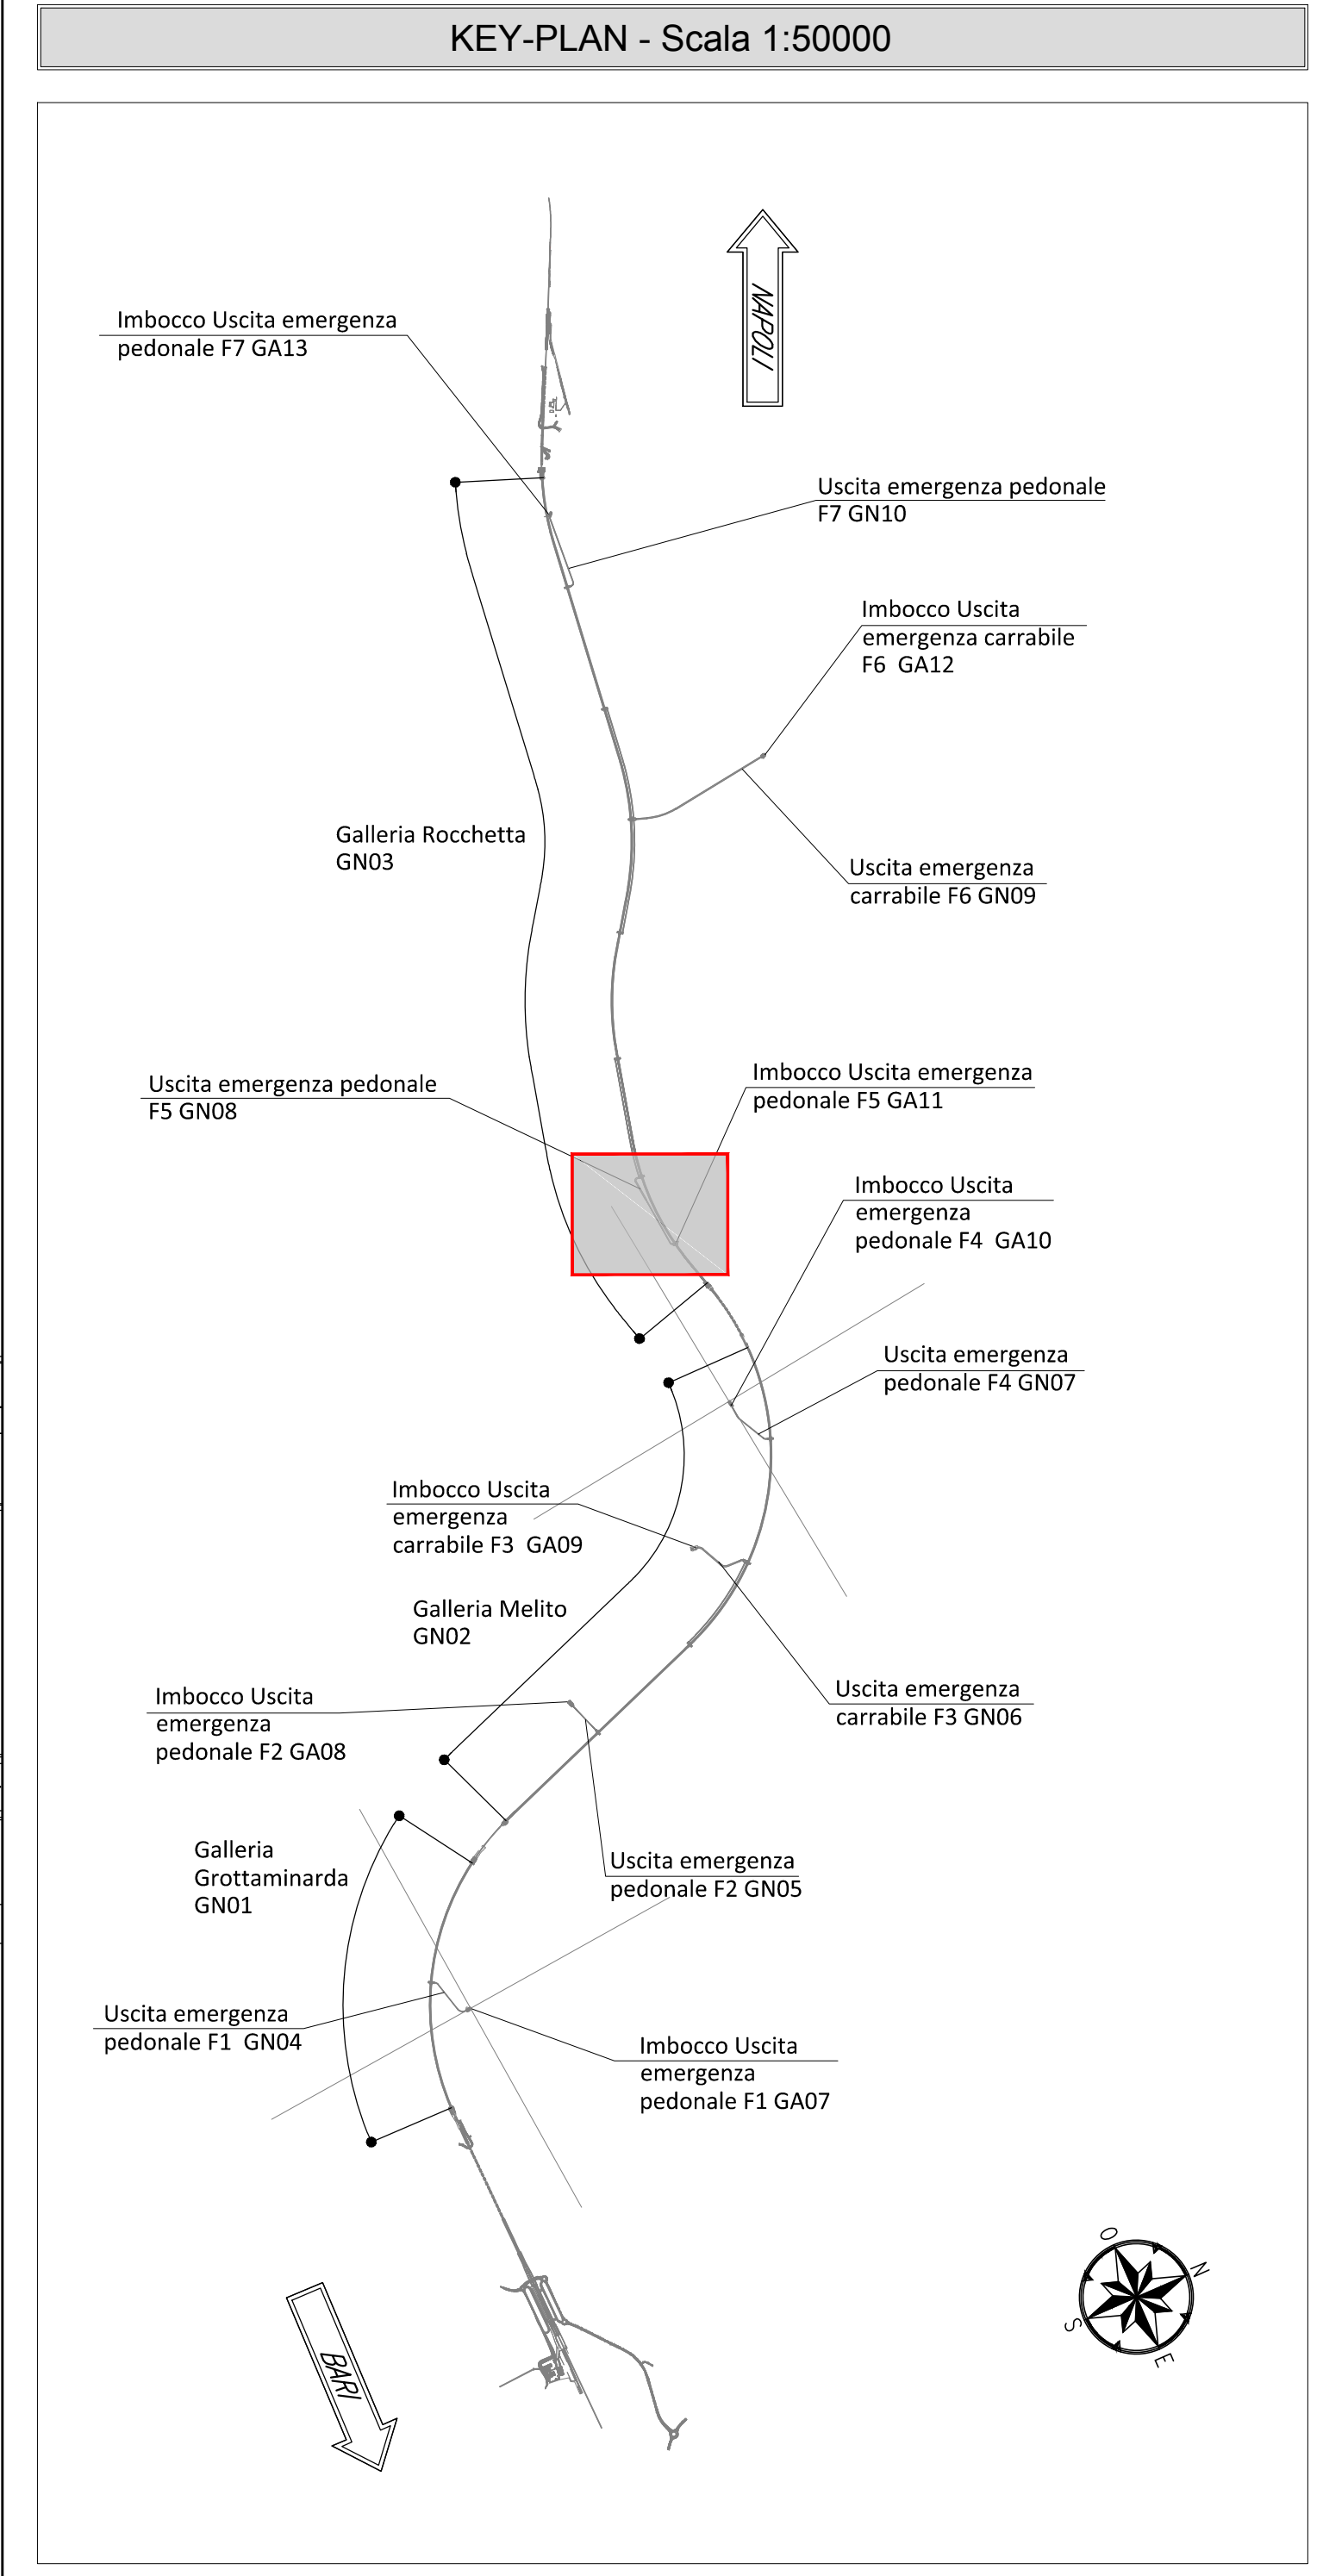 KEY-PLAN - Scala 1:50000
NAPOLI
Imbocco Uscita emergenza
pedonale F7 GA13
Uscita emergenza pedonale
F7 GN10
Imbocco Uscita
emergenza carrabile
F6 GA12
Galleria Rocchetta
GN03
Uscita emergenza
carrabile F6 GN09
Uscita emergenza pedonale
F5 GN08
Imbocco Uscita emergenza
pedonale F5 GA11
Imbocco Uscita
emergenza
pedonale F4 GA10
Uscita emergenza
pedonale F4 GN07
Imbocco Uscita
emergenza
carrabile F3 GA09
Galleria Melito
GN02
Uscita emergenza
carrabile F3 GN06
Imbocco Uscita
emergenza
pedonale F2 GA08
Galleria
Grottaminarda
GN01
Uscita emergenza
pedonale F2 GN05
Uscita emergenza
pedonale F1 GN04
Imbocco Uscita
emergenza
pedonale F1 GA07
O
N
S
E
BARI